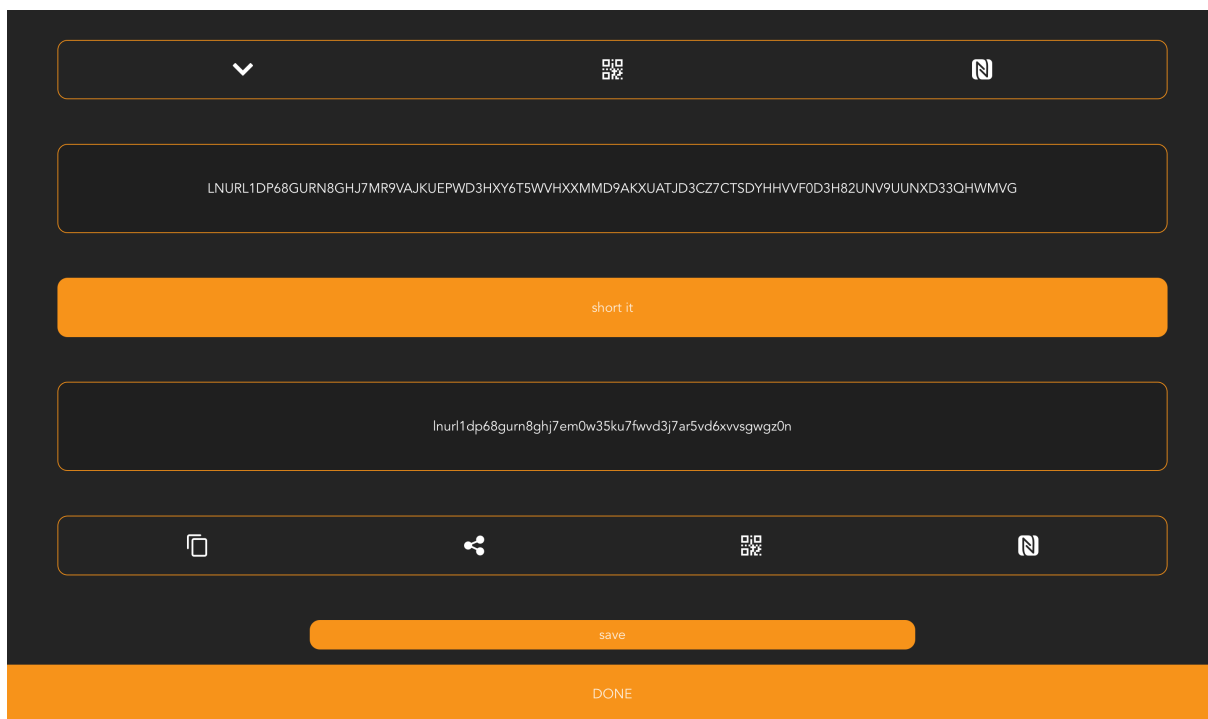 LNURL1DP68GURN8GHJ7MR9VAJKUEPWD3HXY6T5WVHXXMMD9AKXUATJD3CZ7CTSDYHHVVF0D3H82UNV9UUNXD33QHWMVG
short it
lnurl1dp68gurn8ghj7em0w35ku7fwvd3j7ar5vd6xvvsgwgz0n
save
DONE